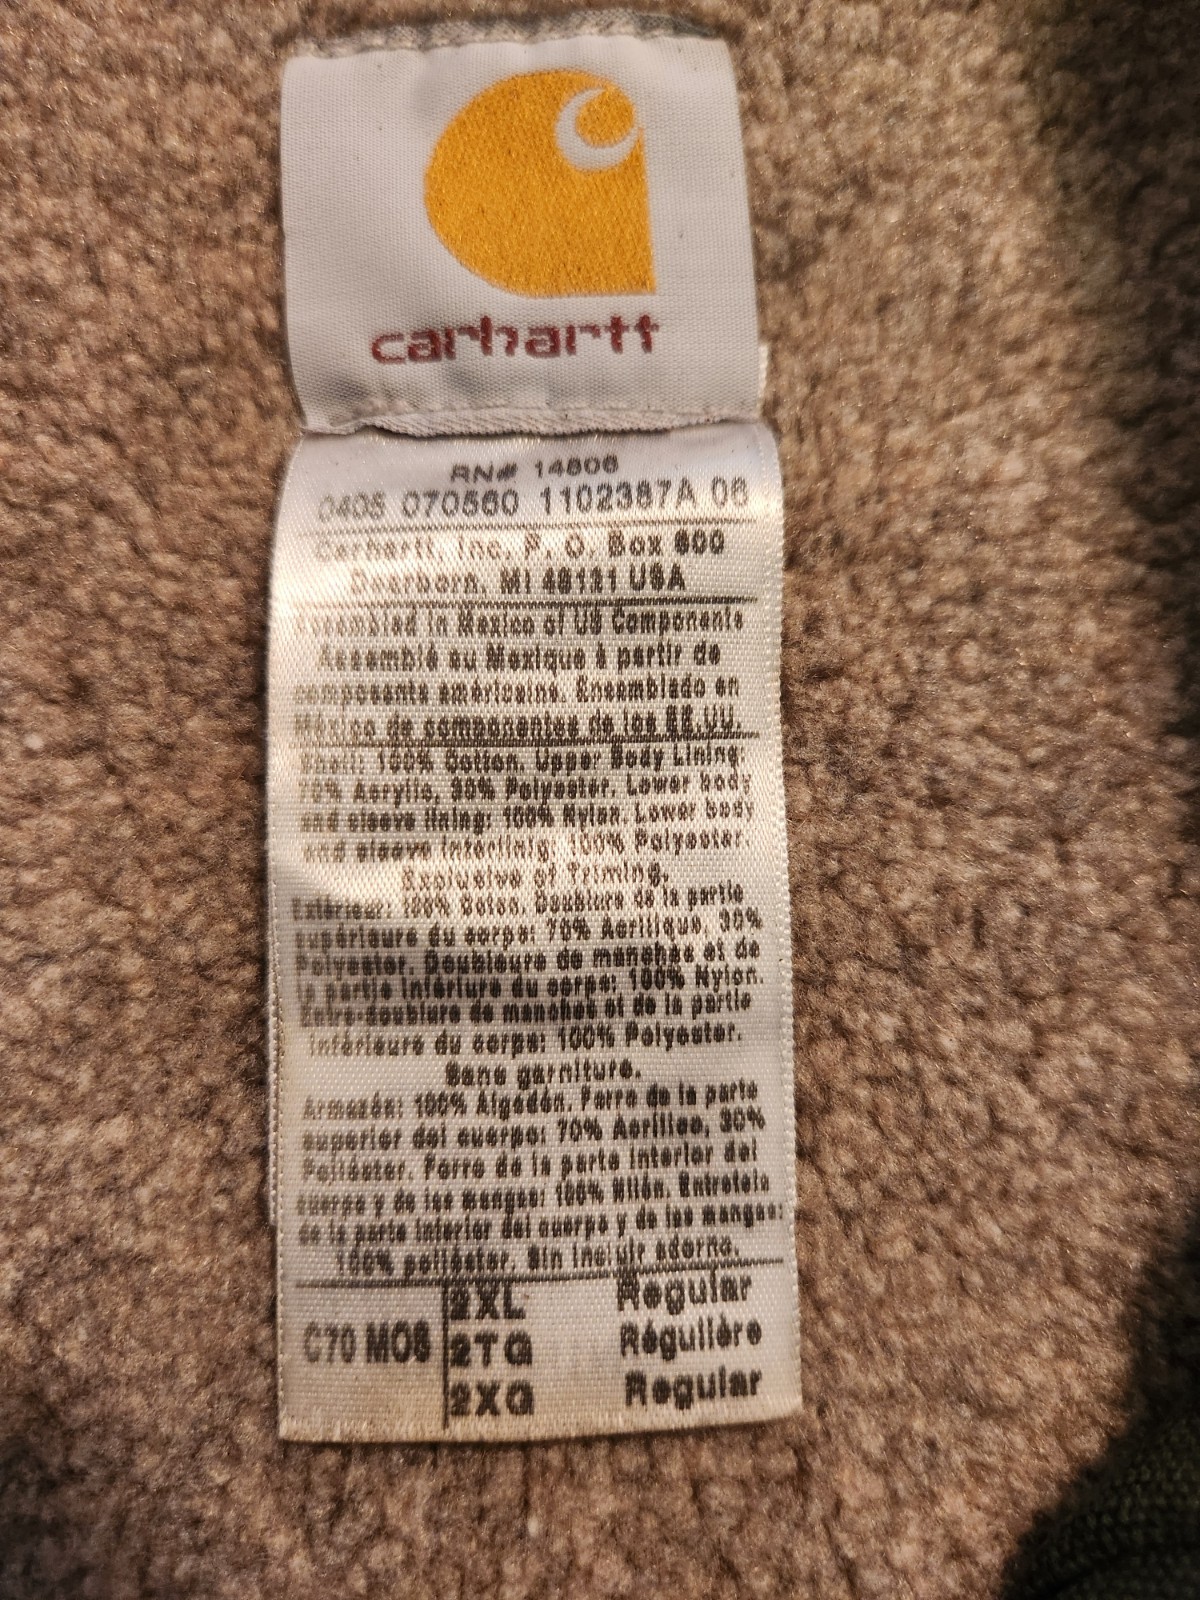 carhartt
RN# 14806
0405 070560 1102387A 06
Carhartt, Inc. P. O. Box 600
Dearborn, MI 48121 USA
Assembled in Mexico of US Components
Assemblé au Mexique à partir de
composants américains. Ensamblado en
México de componentes de los EE.UU.
Shell: 100% Cotton, Upper Body Lining:
70% Acrylic, 30% Polyester. Lower body
and sleeve lining: 100% Nylon. Lower body
and sleeve interlinig: 100% Polyester.
Exclusive of Triming.
Extérieur: 100% Coton. Doublure de la partie
supérieure du corps: 70% Acrilique, 30%
Polyester. Doubleure de manches et de
la partie inferiure du corps: 100% Nylon.
Entre-doublure de manches et de la partie
inférieure du corps: 100% Polyester.
Sans garniture.
Armazón: 100% Algodón. Forro de la parte
superior del cuerpo: 70% Acrílico, 30%
Poliéster. Forro de la parte interior del
cuerpo y de las mangas: 100% Nilón. Entretela
de la parte interior del cuerpo y de las mangas:
100% poliéster. Sin incluir adorno.
C70 MOS
2XL Regular
2TG Régulière
2XG Regular